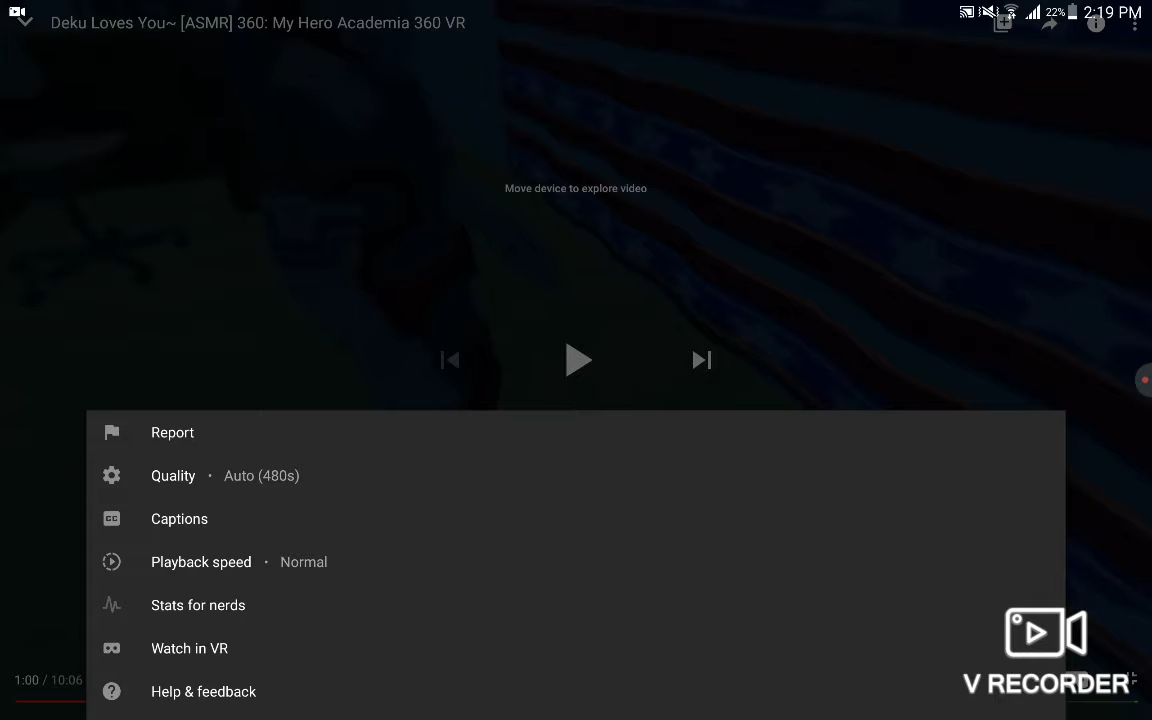 Deku Loves You~ [ASMR] 360: My Hero Academia 360 VR
22% 2:19 PM
Move device to explore video
Report
Quality • Auto (480s)
CC Captions
Playback speed • Normal
Stats for nerds
Watch in VR
1:00 / 10:06
Help & feedback
V RECORDER